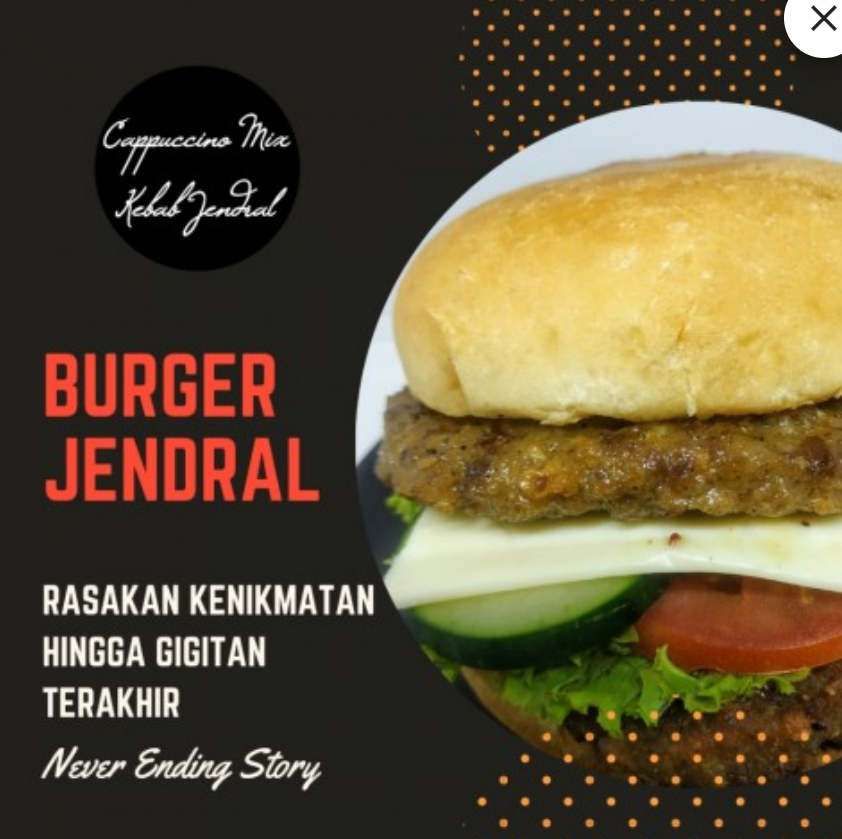 Cappuccino Mix
Kebab Jendral
BURGER
JENDRAL
RASAKAN KENIKMATAN
HINGGA GIGITAN
TERAKHIR
Never Ending Story